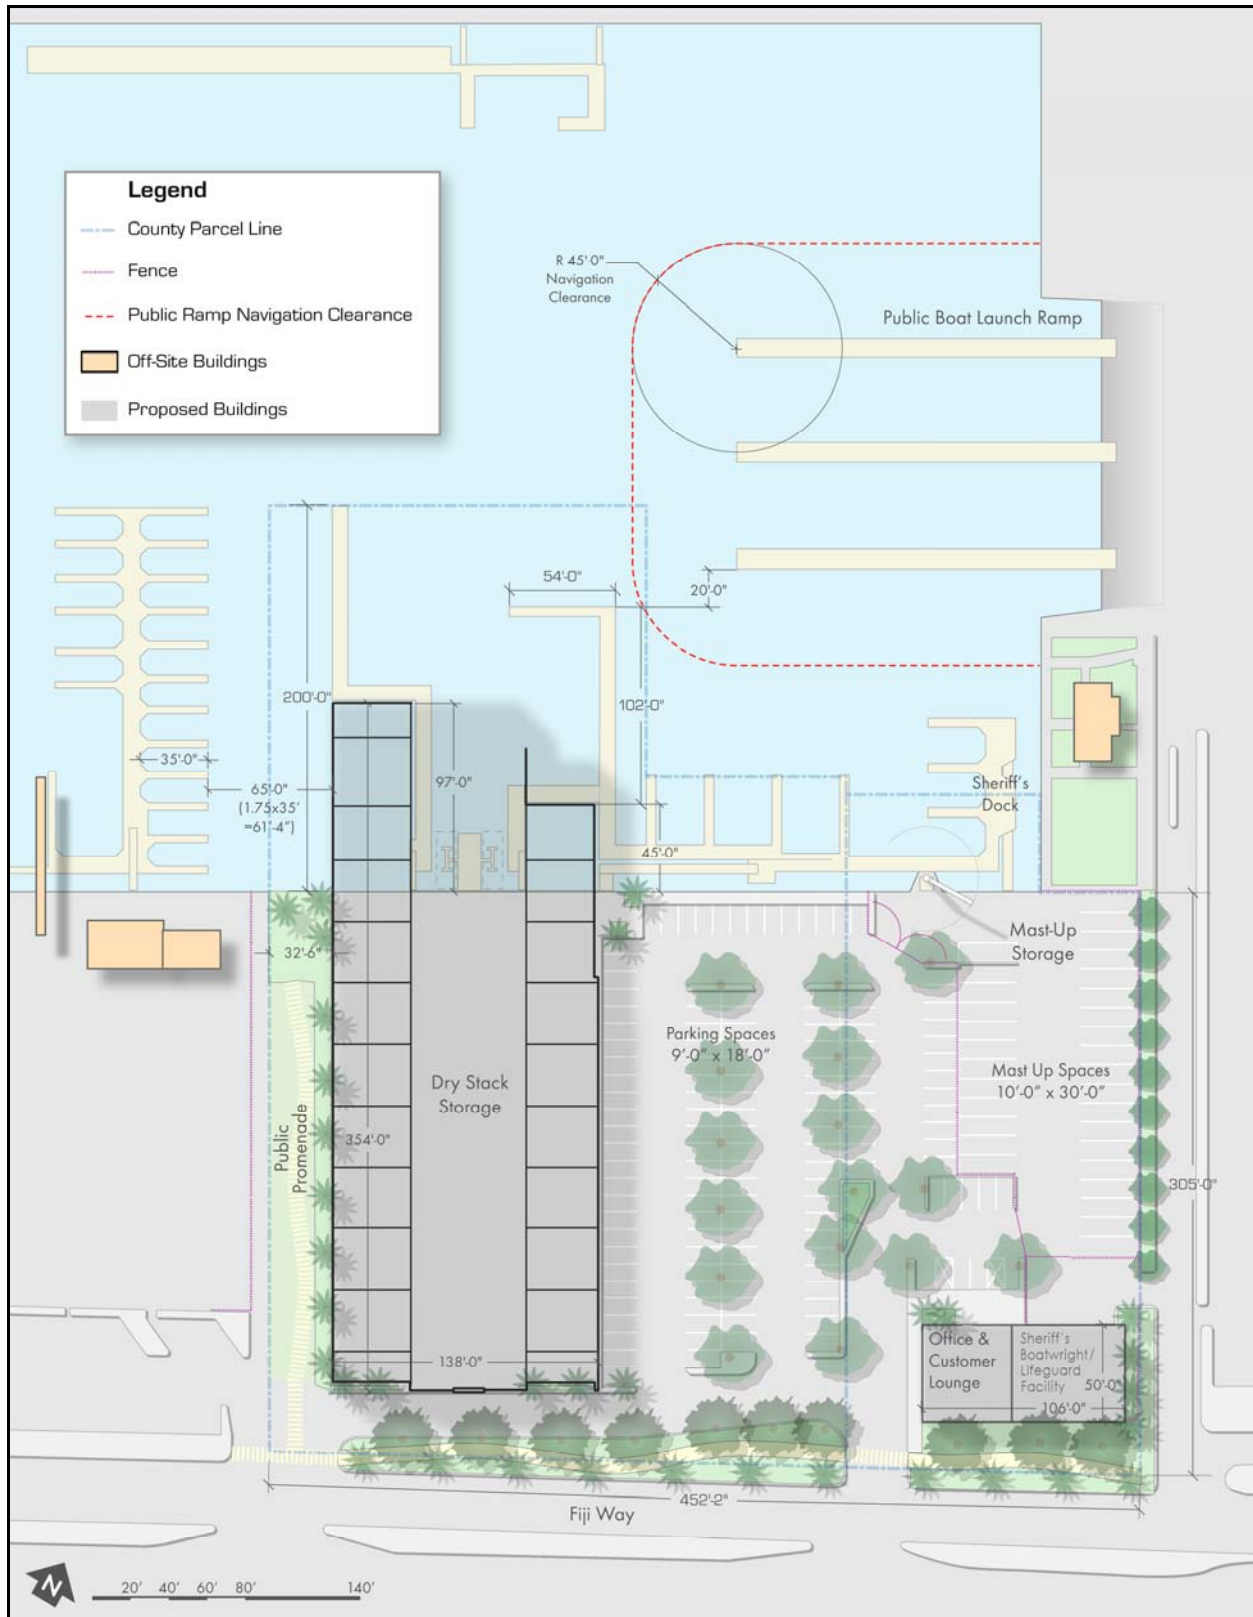 Legend
County Parcel Line
Fence
Public Ramp Navigation Clearance
Off-Site Buildings
Proposed Buildings
R 45'-0"
Navigation
Clearance
Public Boat Launch Ramp
54'-0"
20'-0"
200'-0"
102'-0"
35'-0"
65'-0"
(1.75x35'
=61'-4")
97'-0"
Sheriff's
Dock
45'-0"
32'-6"
Mast-Up
Storage
Parking Spaces
9'-0" x 18'-0"
Dry Stack
Storage
Mast Up Spaces
10'-0" x 30'-0"
Public
Promenade
354'-0"
305'-0"
138'-0"
Office &
Customer
Lounge
Sheriff's
Boatwright/
Lifeguard
Facility
50'-0"
106'-0"
452'-2"
Fiji Way
N
20' 40' 60' 80' 140'